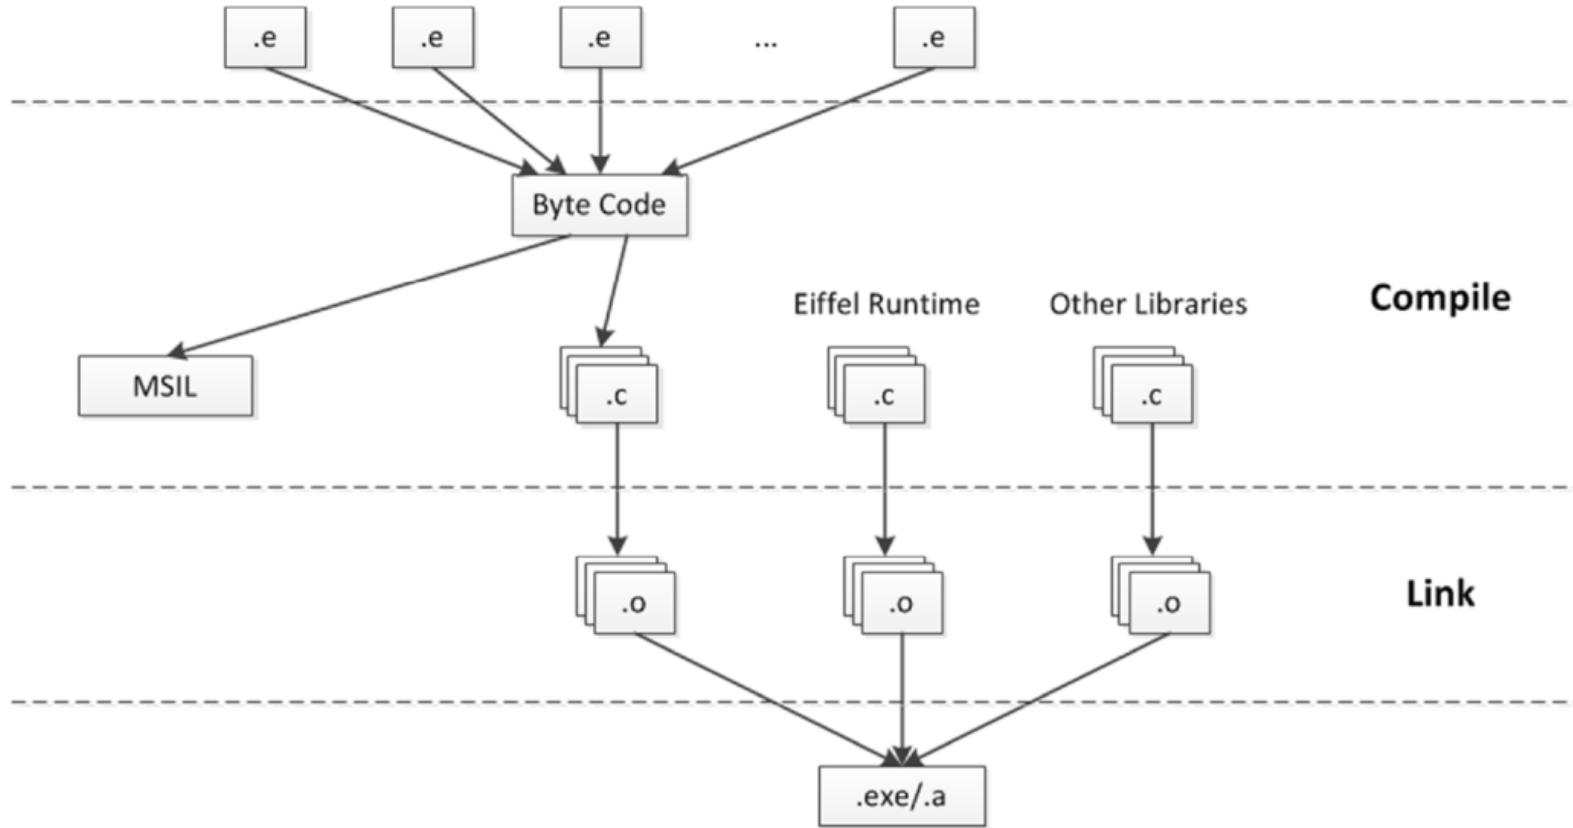 .e
.e
.e
...
.e
Byte Code
Eiffel Runtime
Other Libraries
Compile
MSIL
.c
.c
.c
.o
.o
.o
Link
.exe/.a